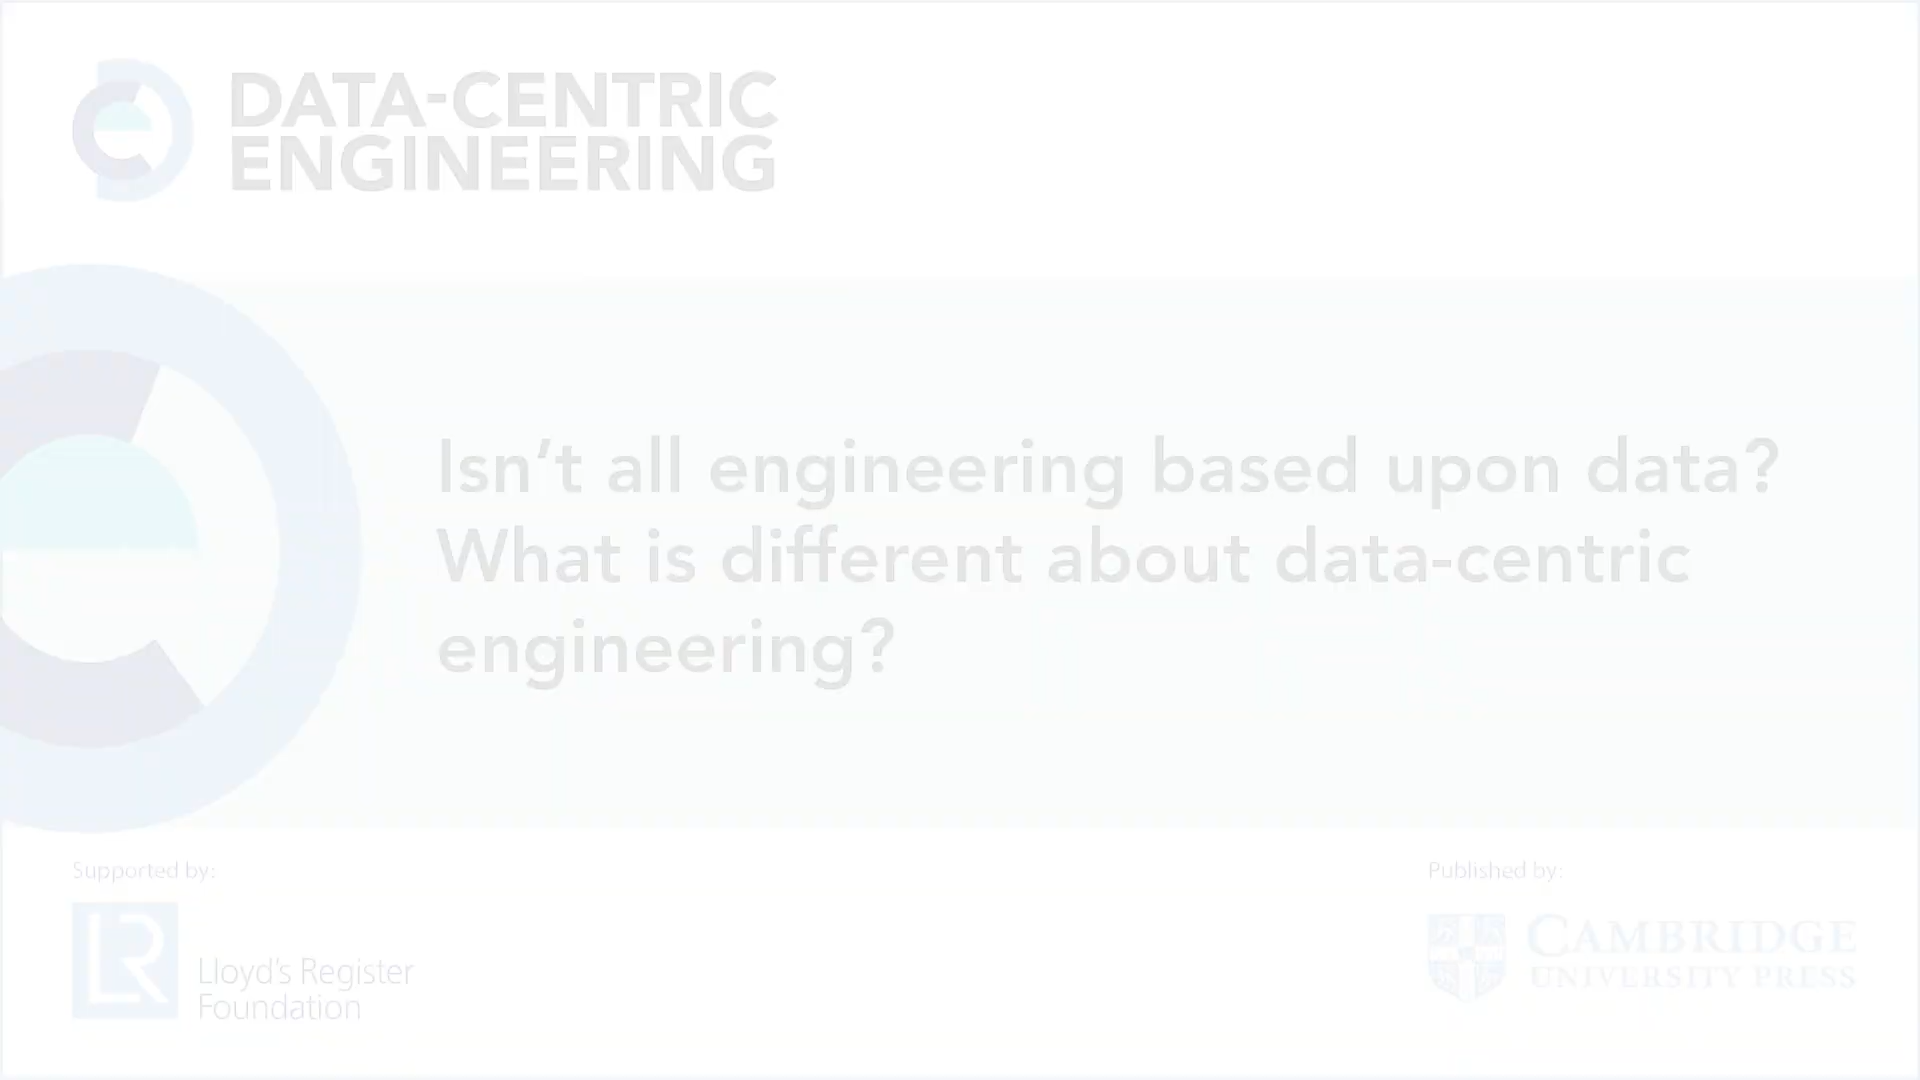 DATA-CENTRIC
ENGINEERING
Isn't all engineering based upon data?
What is different about data-centric
engineering?
Supported by:
LR
Lloyd's Register
Foundation
Published by:
CAMBRIDGE
UNIVERSITY PRESS